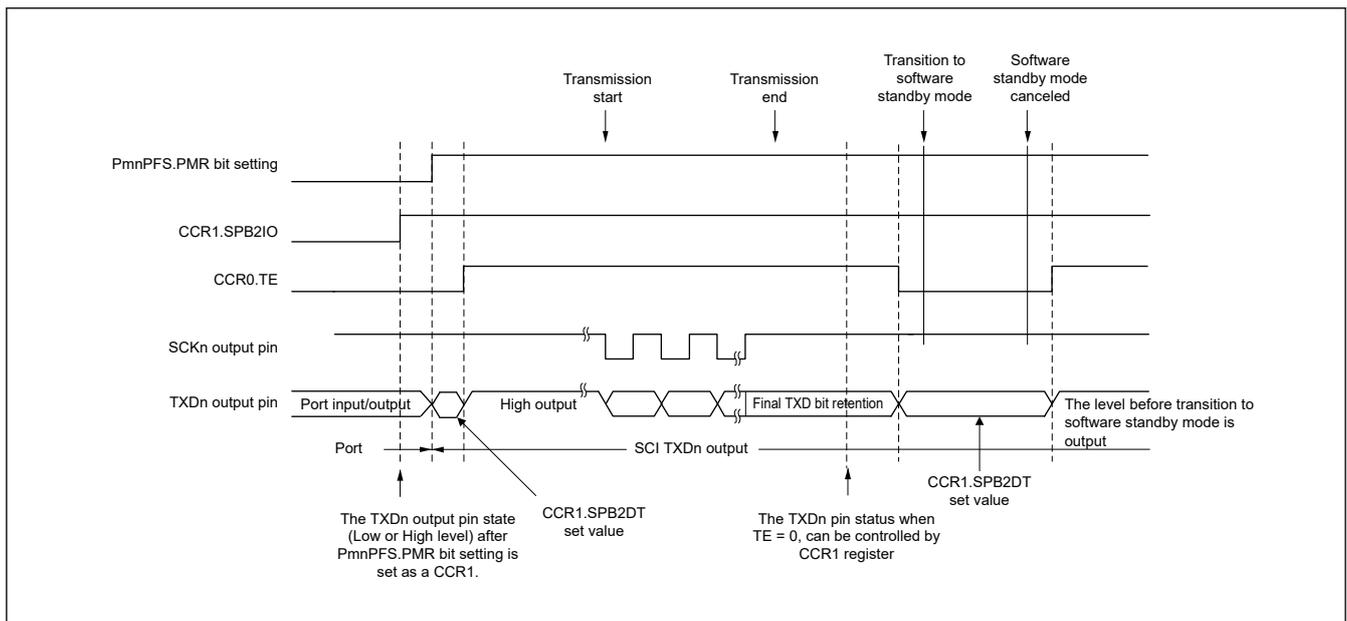 Transmission
start
Transmission
end
Transition to
software
standby mode
Software
standby mode
canceled
PmnPFS.PMR bit setting
CCR1.SPB2IO
CCR0.TE
SCKn output pin
TXDn output pin
Port input/output
High output
Final TXD bit retention
The level before transition to
software standby mode is
output
Port
SCI TXDn output
CCR1.SPB2DT
set value
CCR1.SPB2DT
set value
The TXDn output pin state
(Low or High level) after
PmnPFS.PMR bit setting is
set as a CCR1.
The TXDn pin status when
TE = 0, can be controlled by
CCR1 register